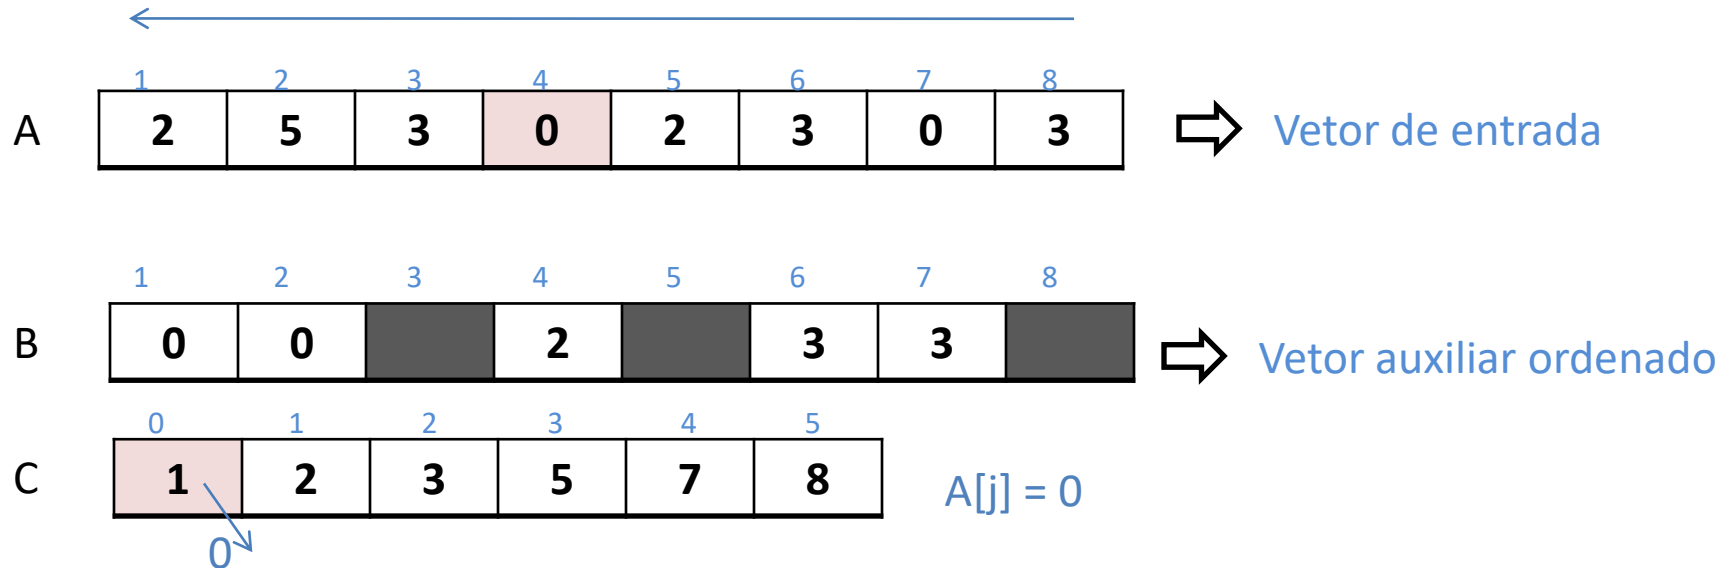 1 2 3 4 5 6 7 8
A 2 5 3 0 2 3 0 3 Vetor de entrada
1 2 3 4 5 6 7 8
B 0 0 2 3 3 Vetor auxiliar ordenado
0 1 2 3 4 5
C 1 2 3 5 7 8 A[j] = 0
0